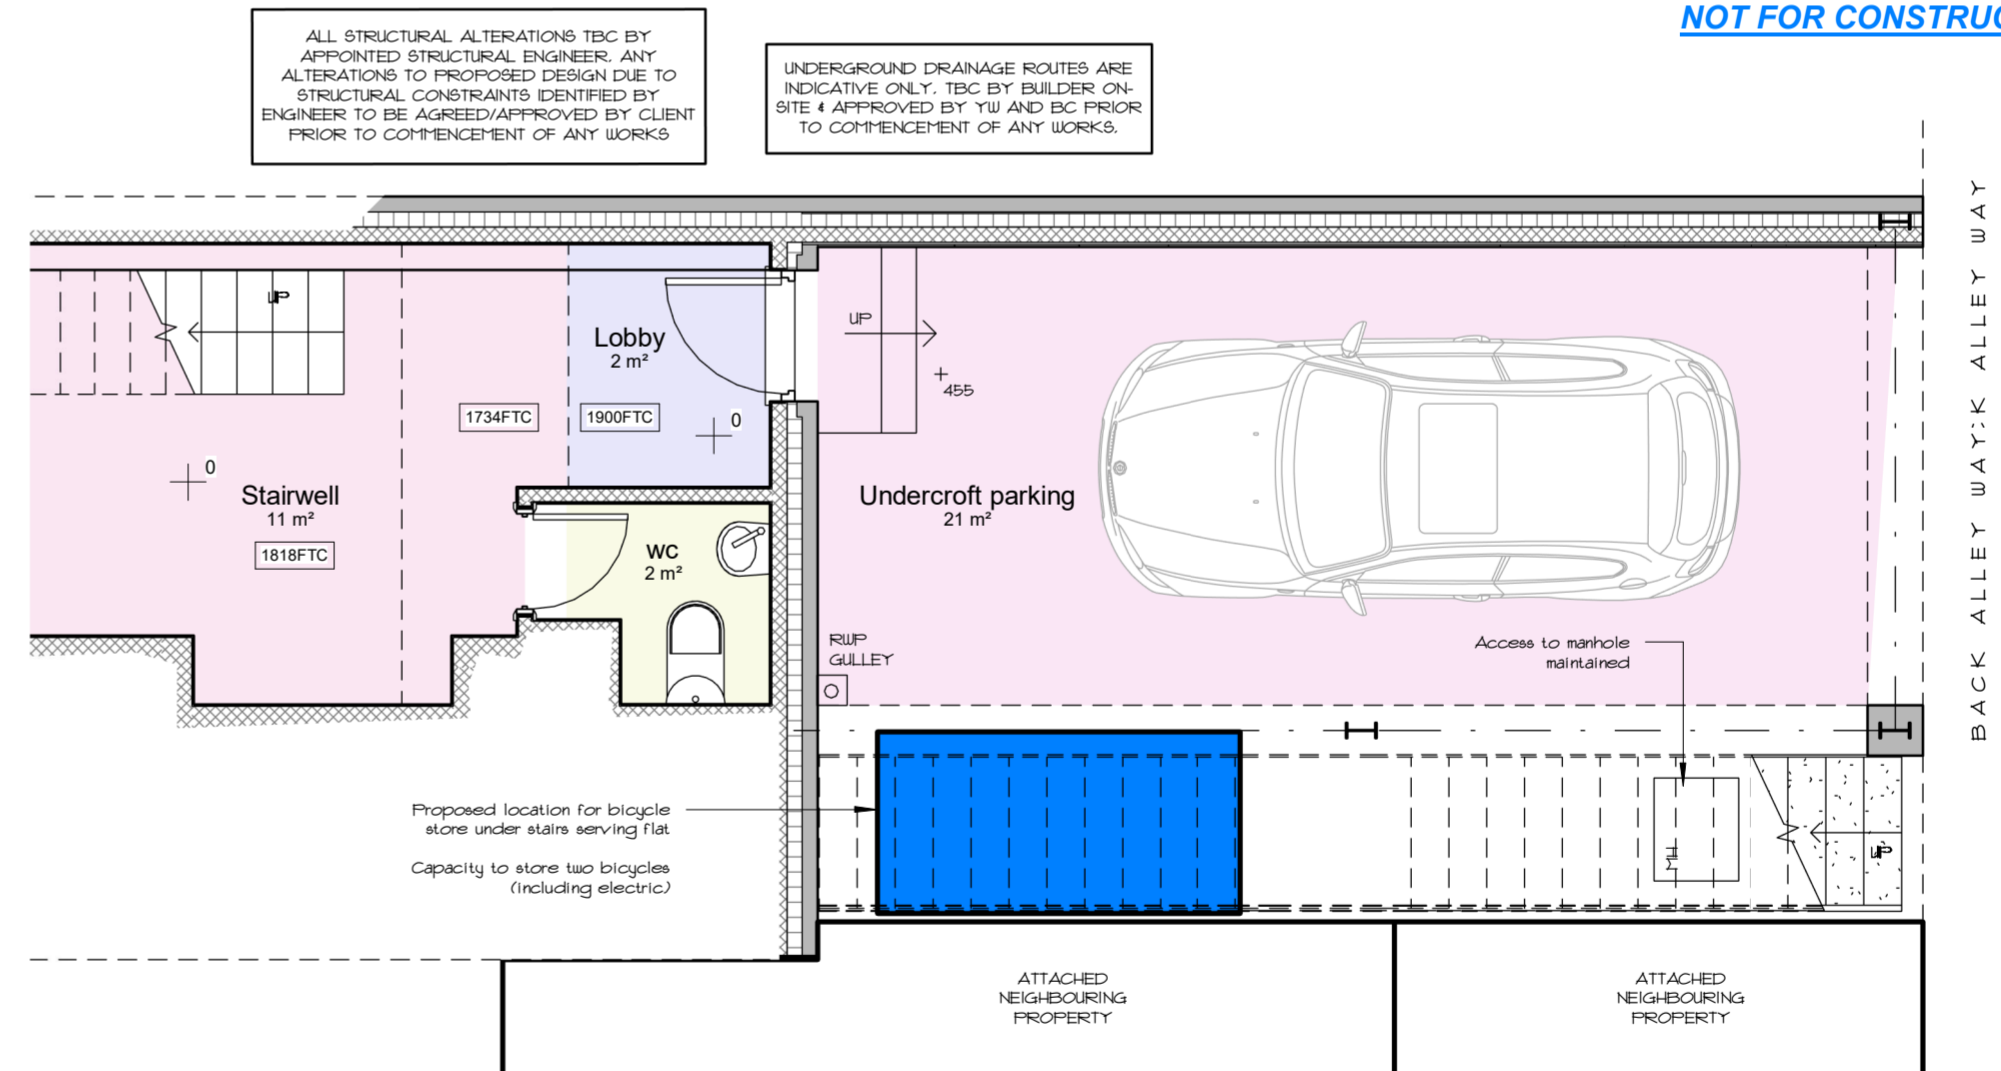 NOT FOR CONSTRUC
ALL STRUCTURAL ALTERATIONS TBC BY
APPOINTED STRUCTURAL ENGINEER. ANY
ALTERATIONS TO PROPOSED DESIGN DUE TO
STRUCTURAL CONSTRAINTS IDENTIFIED BY
ENGINEER TO BE AGREED/APPROVED BY CLIENT
PRIOR TO COMMENCEMENT OF ANY WORKS
UNDERGROUND DRAINAGE ROUTES ARE
INDICATIVE ONLY. TBC BY BUILDER ON-
SITE & APPROVED BY YW AND BC PRIOR
TO COMMENCEMENT OF ANY WORKS.
Lobby
2 m²
UP
455
1734FTC
1900FTC
0
0
Stairwell
11 m²
1818FTC
WC
2 m²
Undercroft parking
21 m²
RWP
GULLEY
Access to manhole
maintained
Proposed location for bicycle
store under stairs serving flat
Capacity to store two bicycles
(including electric)
MH
ATTACHED
NEIGHBOURING
PROPERTY
ATTACHED
NEIGHBOURING
PROPERTY
BACK ALLEY WAY:K ALLEY WAY